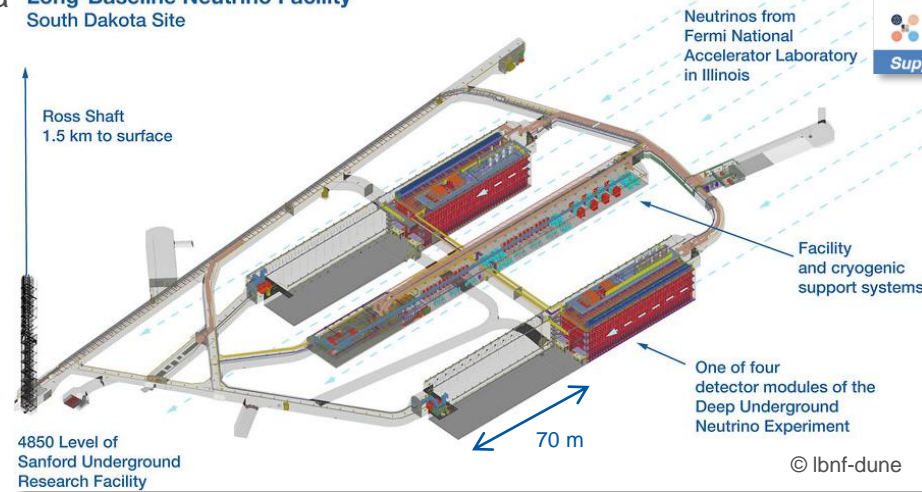 Long-Baseline Neutrino Facility
South Dakota Site
Neutrinos from
Fermi National
Accelerator Laboratory
in Illinois
Ross Shaft
1.5 km to surface
Facility
and cryogenic
support systems
One of four
detector modules of the
Deep Underground
Neutrino Experiment
70 m
4850 Level of
Sanford Underground
Research Facility
© lbnf-dune